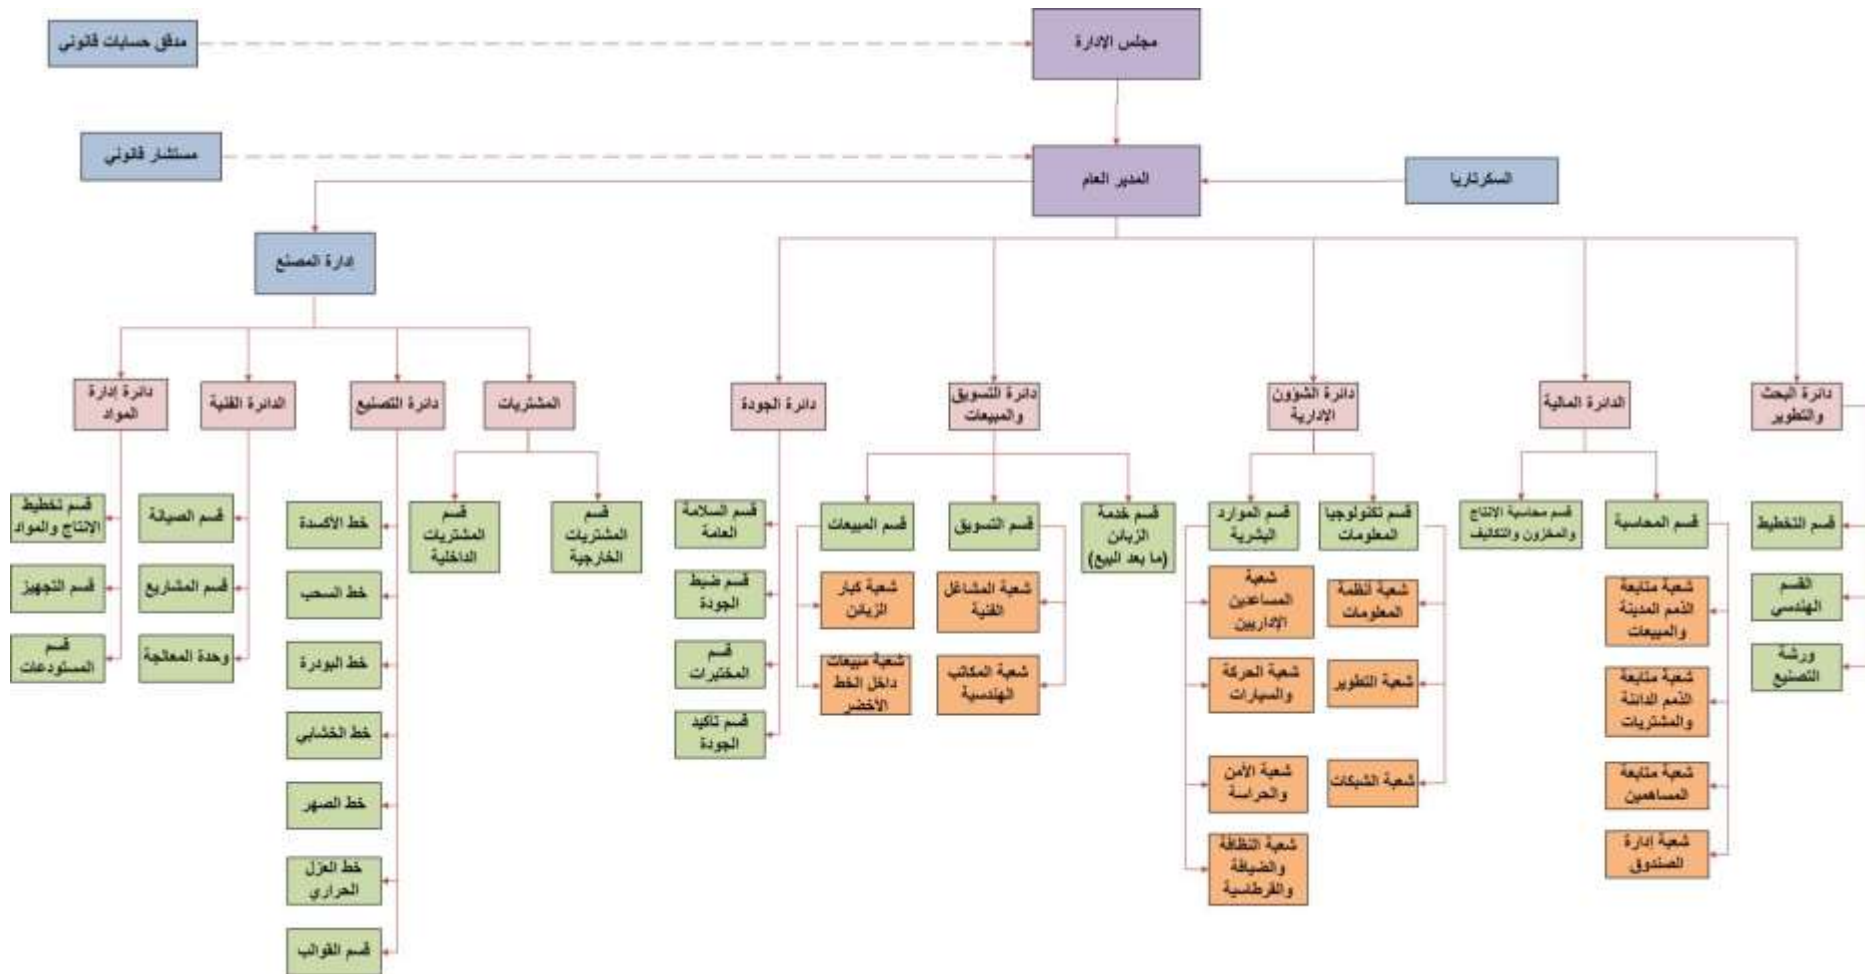 مجلس الإدارة
مدقق حسابات قانوني
المدير العام
مستشار قانوني
السكرتاريا
إدارة المصنع
دائرة البحث
والتطوير
الدائرة المالية
دائرة الشؤون
الإدارية
دائرة التسويق
والمبيعات
دائرة الجودة
المشتريات
دائرة التصنيع
الدائرة الفنية
دائرة إدارة
المواد
قسم التخطيط
القسم
الهندسي
ورشة
التصنيع
قسم المحاسبة
شعبة متابعة
الذمم المدينة
والمبيعات
شعبة متابعة
الذمم الدائنة
والمشتريات
شعبة متابعة
المساهمين
شعبة إدارة
الصندوق
قسم محاسبة الانتاج
والمخزون والتكاليف
قسم تكنولوجيا
المعلومات
شعبة أنظمة
المعلومات
شعبة التطوير
شعبة الشبكات
قسم الموارد
البشرية
شعبة
المساعدين
الإداريين
شعبة الحركة
والسيارات
شعبة الأمن
والحراسة
شعبة النظافة
والضيافة
والقرطاسية
قسم خدمة
الزبائن
(ما بعد البيع)
قسم التسويق
شعبة المشاغل
الفنية
شعبة المكاتب
الهندسية
قسم المبيعات
شعبة كبار
الزبائن
شعبة مبيعات
داخل الخط
الأخضر
قسم السلامة
العامة
قسم ضبط
الجودة
قسم
المختبرات
قسم تاكيد
الجودة
قسم
المشتريات
الخارجية
قسم
المشتريات
الداخلية
خط الأكسدة
خط السحب
خط البودرة
خط الخشابي
خط الصهر
خط العزل
الحراري
قسم القوالب
قسم الصيانة
قسم المشاريع
وحدة المعالجة
قسم تخطيط
الانتاج والمواد
قسم التجهيز
قسم
المستودعات